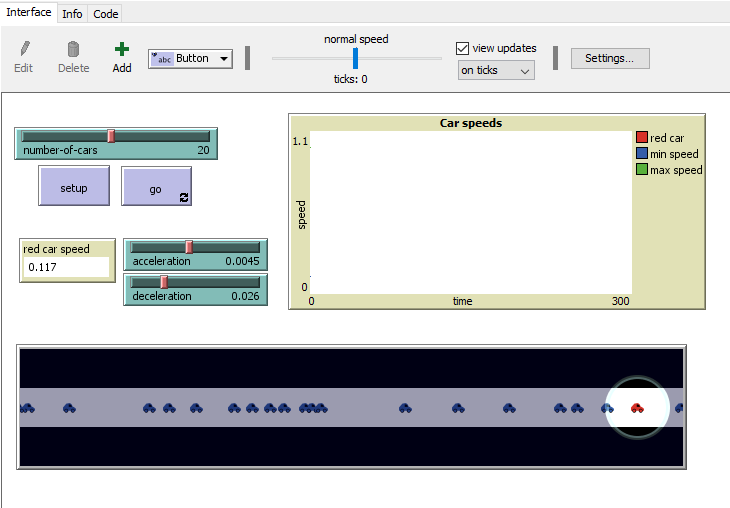 Interface Info Code
Edit Delete Add abc Button normal speed view updates
ticks: 0 on ticks Settings...
number-of-cars 20
setup go
red car speed
0.117
acceleration 0.0045
deceleration 0.026
Car speeds
1.1
speed
0
0 time 300
red car
min speed
max speed